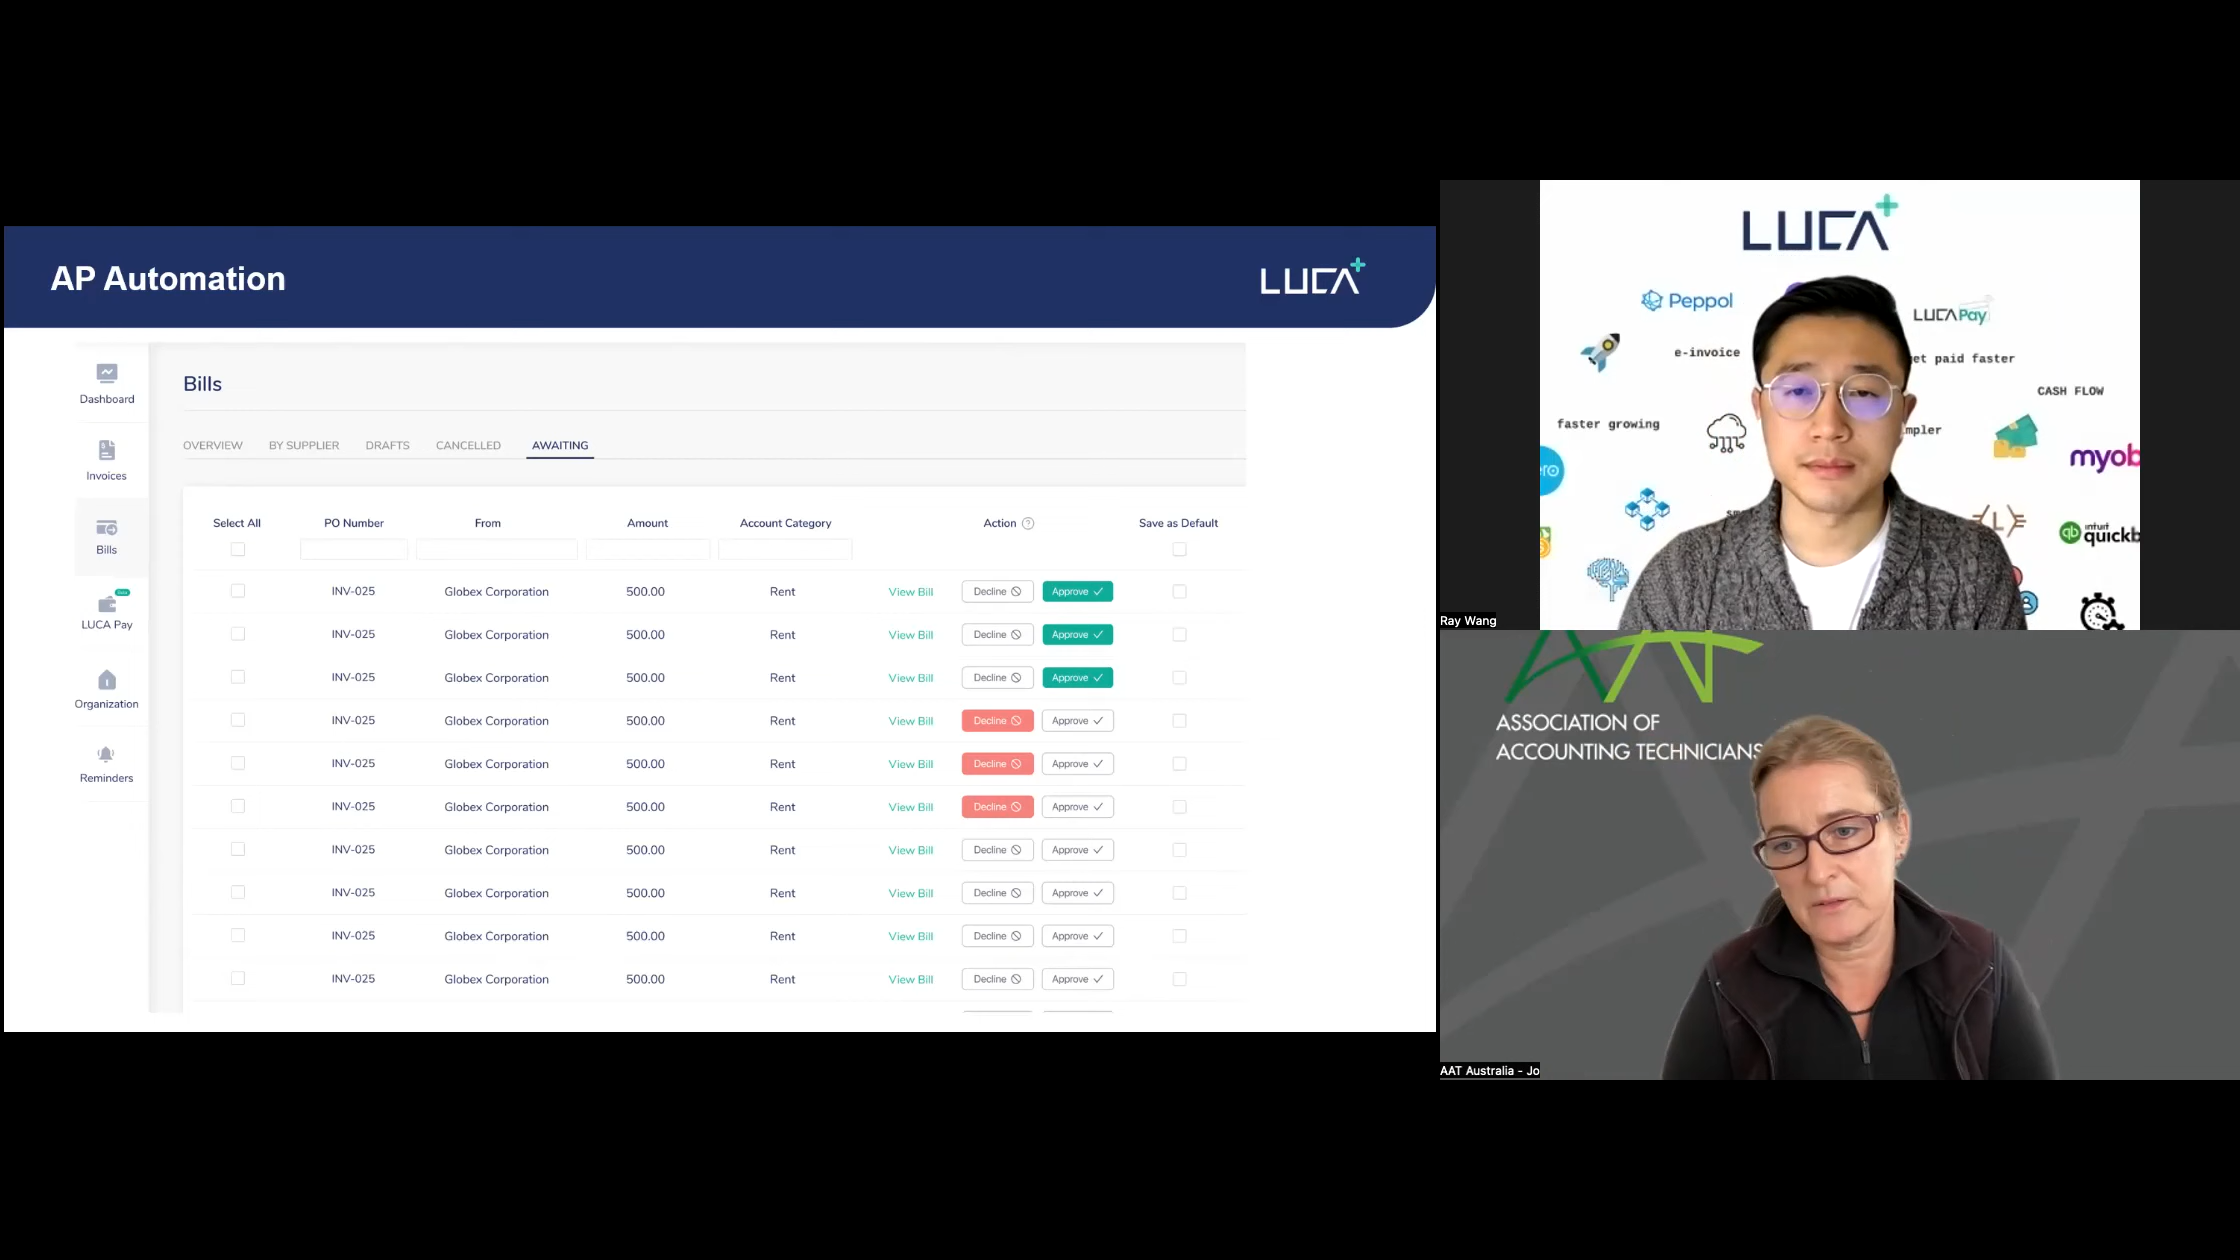 AP Automation
LUCA+
Dashboard
Invoices
Bills
LUCA Pay
Organization
Reminders
Bills
OVERVIEW BY SUPPLIER DRAFTS CANCELLED AWAITING
Select All PO Number From Amount Account Category Action ? Save as Default
INV-025 Globex Corporation 500.00 Rent View Bill Decline Approve
INV-025 Globex Corporation 500.00 Rent View Bill Decline Approve
INV-025 Globex Corporation 500.00 Rent View Bill Decline Approve
INV-025 Globex Corporation 500.00 Rent View Bill Decline Approve
INV-025 Globex Corporation 500.00 Rent View Bill Decline Approve
INV-025 Globex Corporation 500.00 Rent View Bill Decline Approve
INV-025 Globex Corporation 500.00 Rent View Bill Decline Approve
INV-025 Globex Corporation 500.00 Rent View Bill Decline Approve
INV-025 Globex Corporation 500.00 Rent View Bill Decline Approve
INV-025 Globex Corporation 500.00 Rent View Bill Decline Approve
LUCA+
Peppol
LUCA Pay
e-invoice
et paid faster
CASH FLOW
faster growing
mpler
ero
myob
L
qb intuit
quickb
Ray Wang
AAT
ASSOCIATION OF
ACCOUNTING TECHNICIANS
AAT Australia - Jo